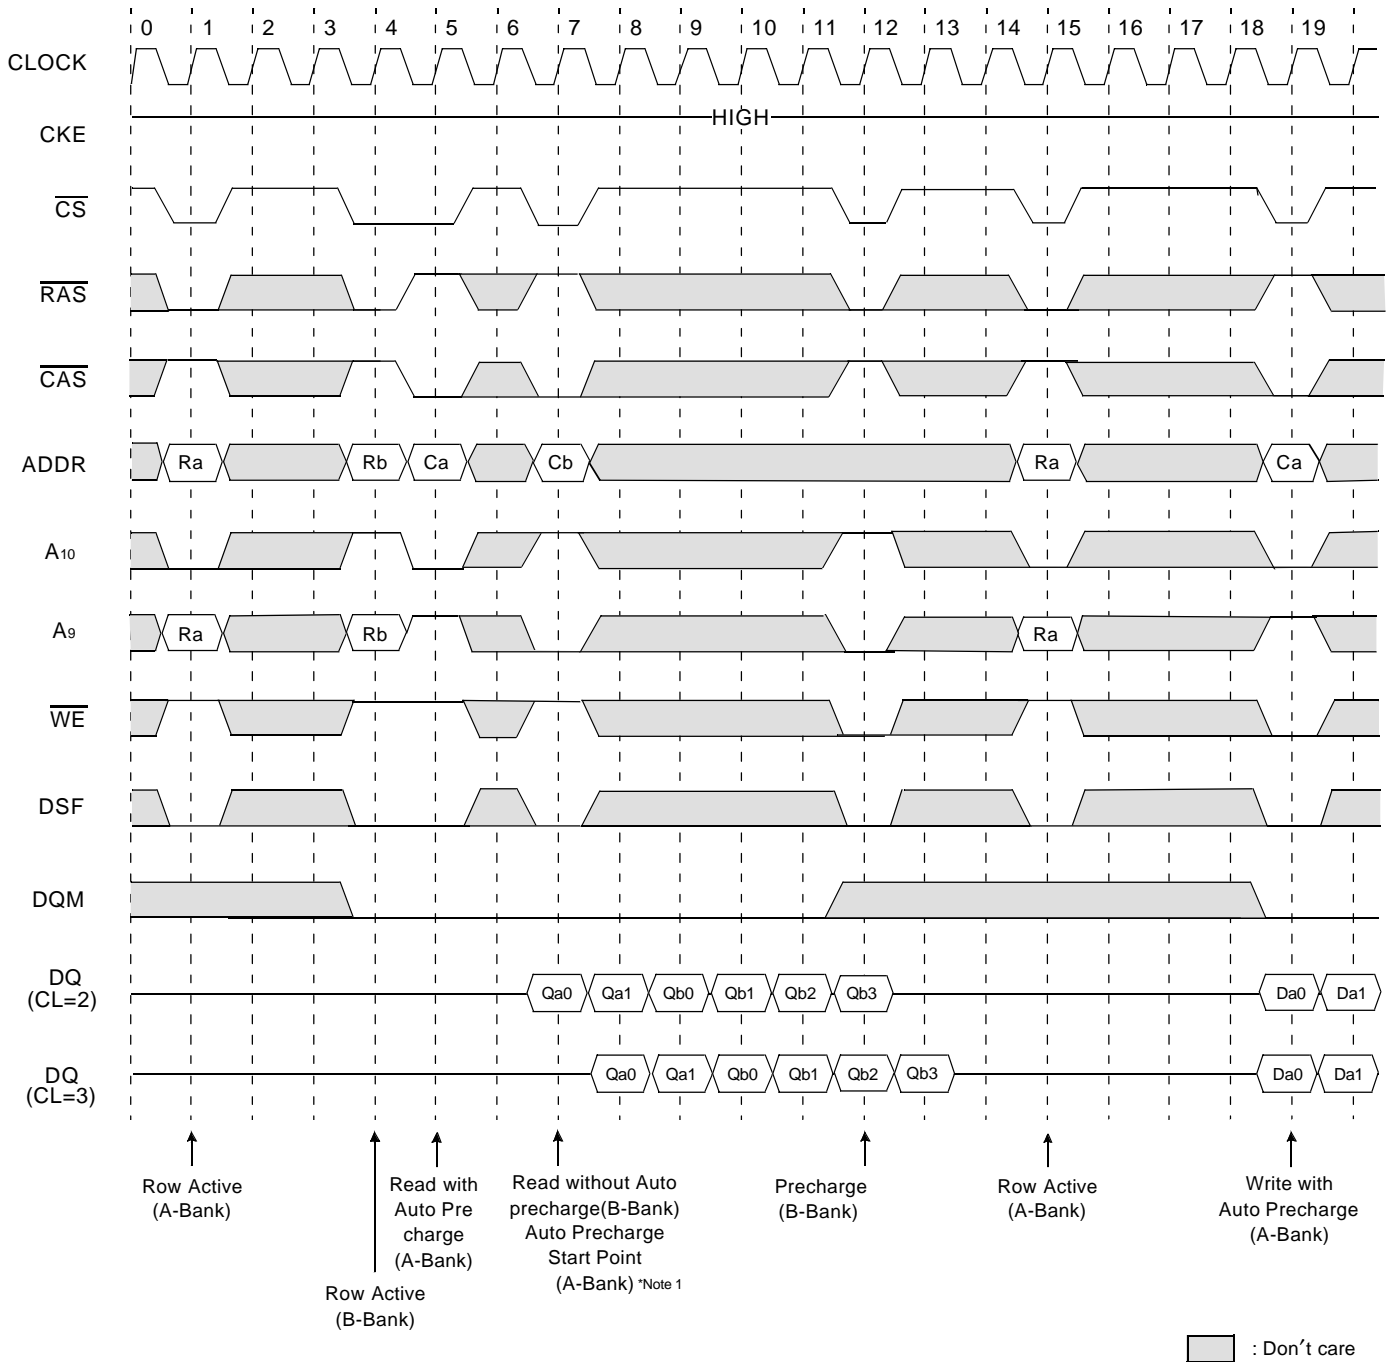 0 1 2 3 4 5 6 7 8 9 10 11 12 13 14 15 16 17 18 19
CLOCK
HIGH
CKE
CS
RAS
CAS
ADDR Ra Rb Ca Cb Ra Ca
A10
A9 Ra Rb Ra
WE
DSF
DQM
DQ
(CL=2) Qa0 Qa1 Qb0 Qb1 Qb2 Qb3 Da0 Da1
DQ
(CL=3) Qa0 Qa1 Qb0 Qb1 Qb2 Qb3 Da0 Da1
Row Active
(A-Bank)
Row Active
(B-Bank)
Read with
Auto Pre
charge
(A-Bank)
Read without Auto
precharge(B-Bank)
Auto Precharge
Start Point
(A-Bank) *Note 1
Precharge
(B-Bank)
Row Active
(A-Bank)
Write with
Auto Precharge
(A-Bank)
: Don't care